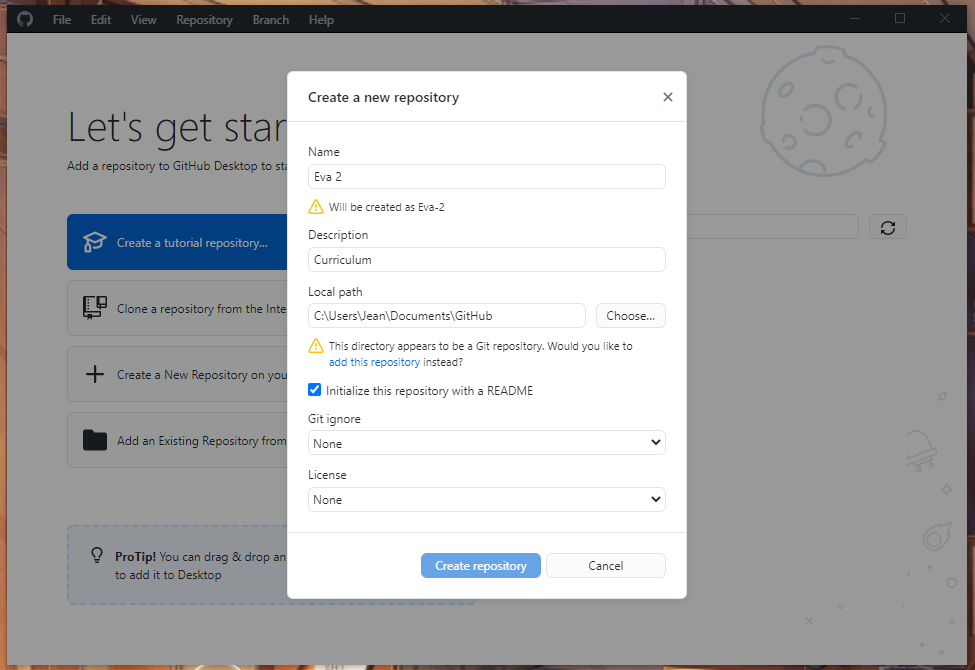 File Edit View Repository Branch Help
Let's get star
Add a repository to GitHub Desktop to sta
Create a tutorial repository...
Clone a repository from the Inte
Create a New Repository on you
Add an Existing Repository from
ProTip! You can drag & drop an
to add it to Desktop
Create a new repository
Name
Eva 2
Will be created as Eva-2
Description
Curriculum
Local path
C:\Users\Jean\Documents\GitHub
Choose...
This directory appears to be a Git repository. Would you like to
add this repository instead?
Initialize this repository with a README
Git ignore
None
License
None
Create repository
Cancel